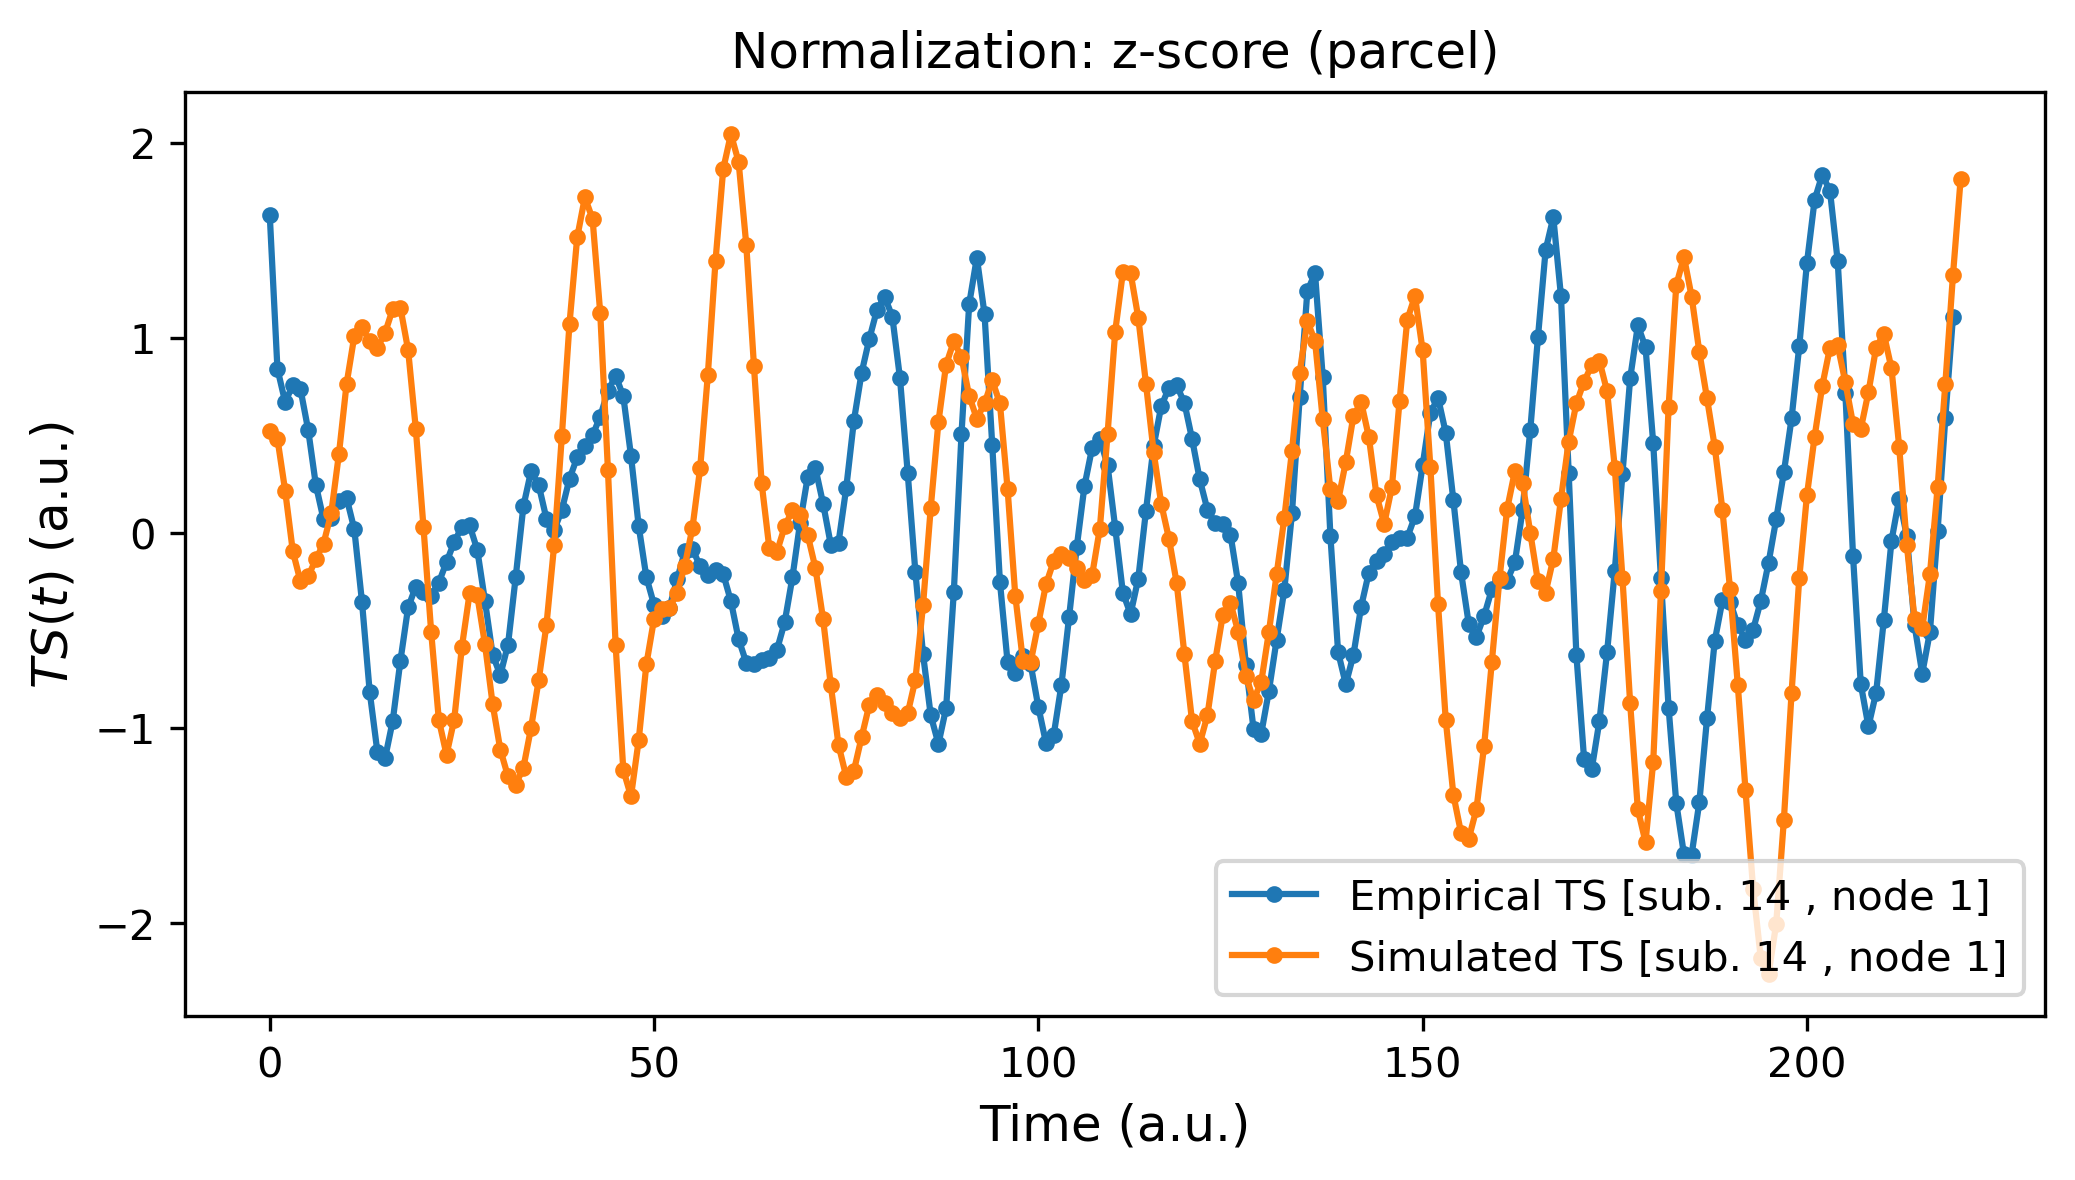 Normalization: z-score (parcel)
TS(t) (a.u.)
2
1
0
−1
−2
0
50
100
150
200
Time (a.u.)
Empirical TS [sub. 14 , node 1]
Simulated TS [sub. 14 , node 1]